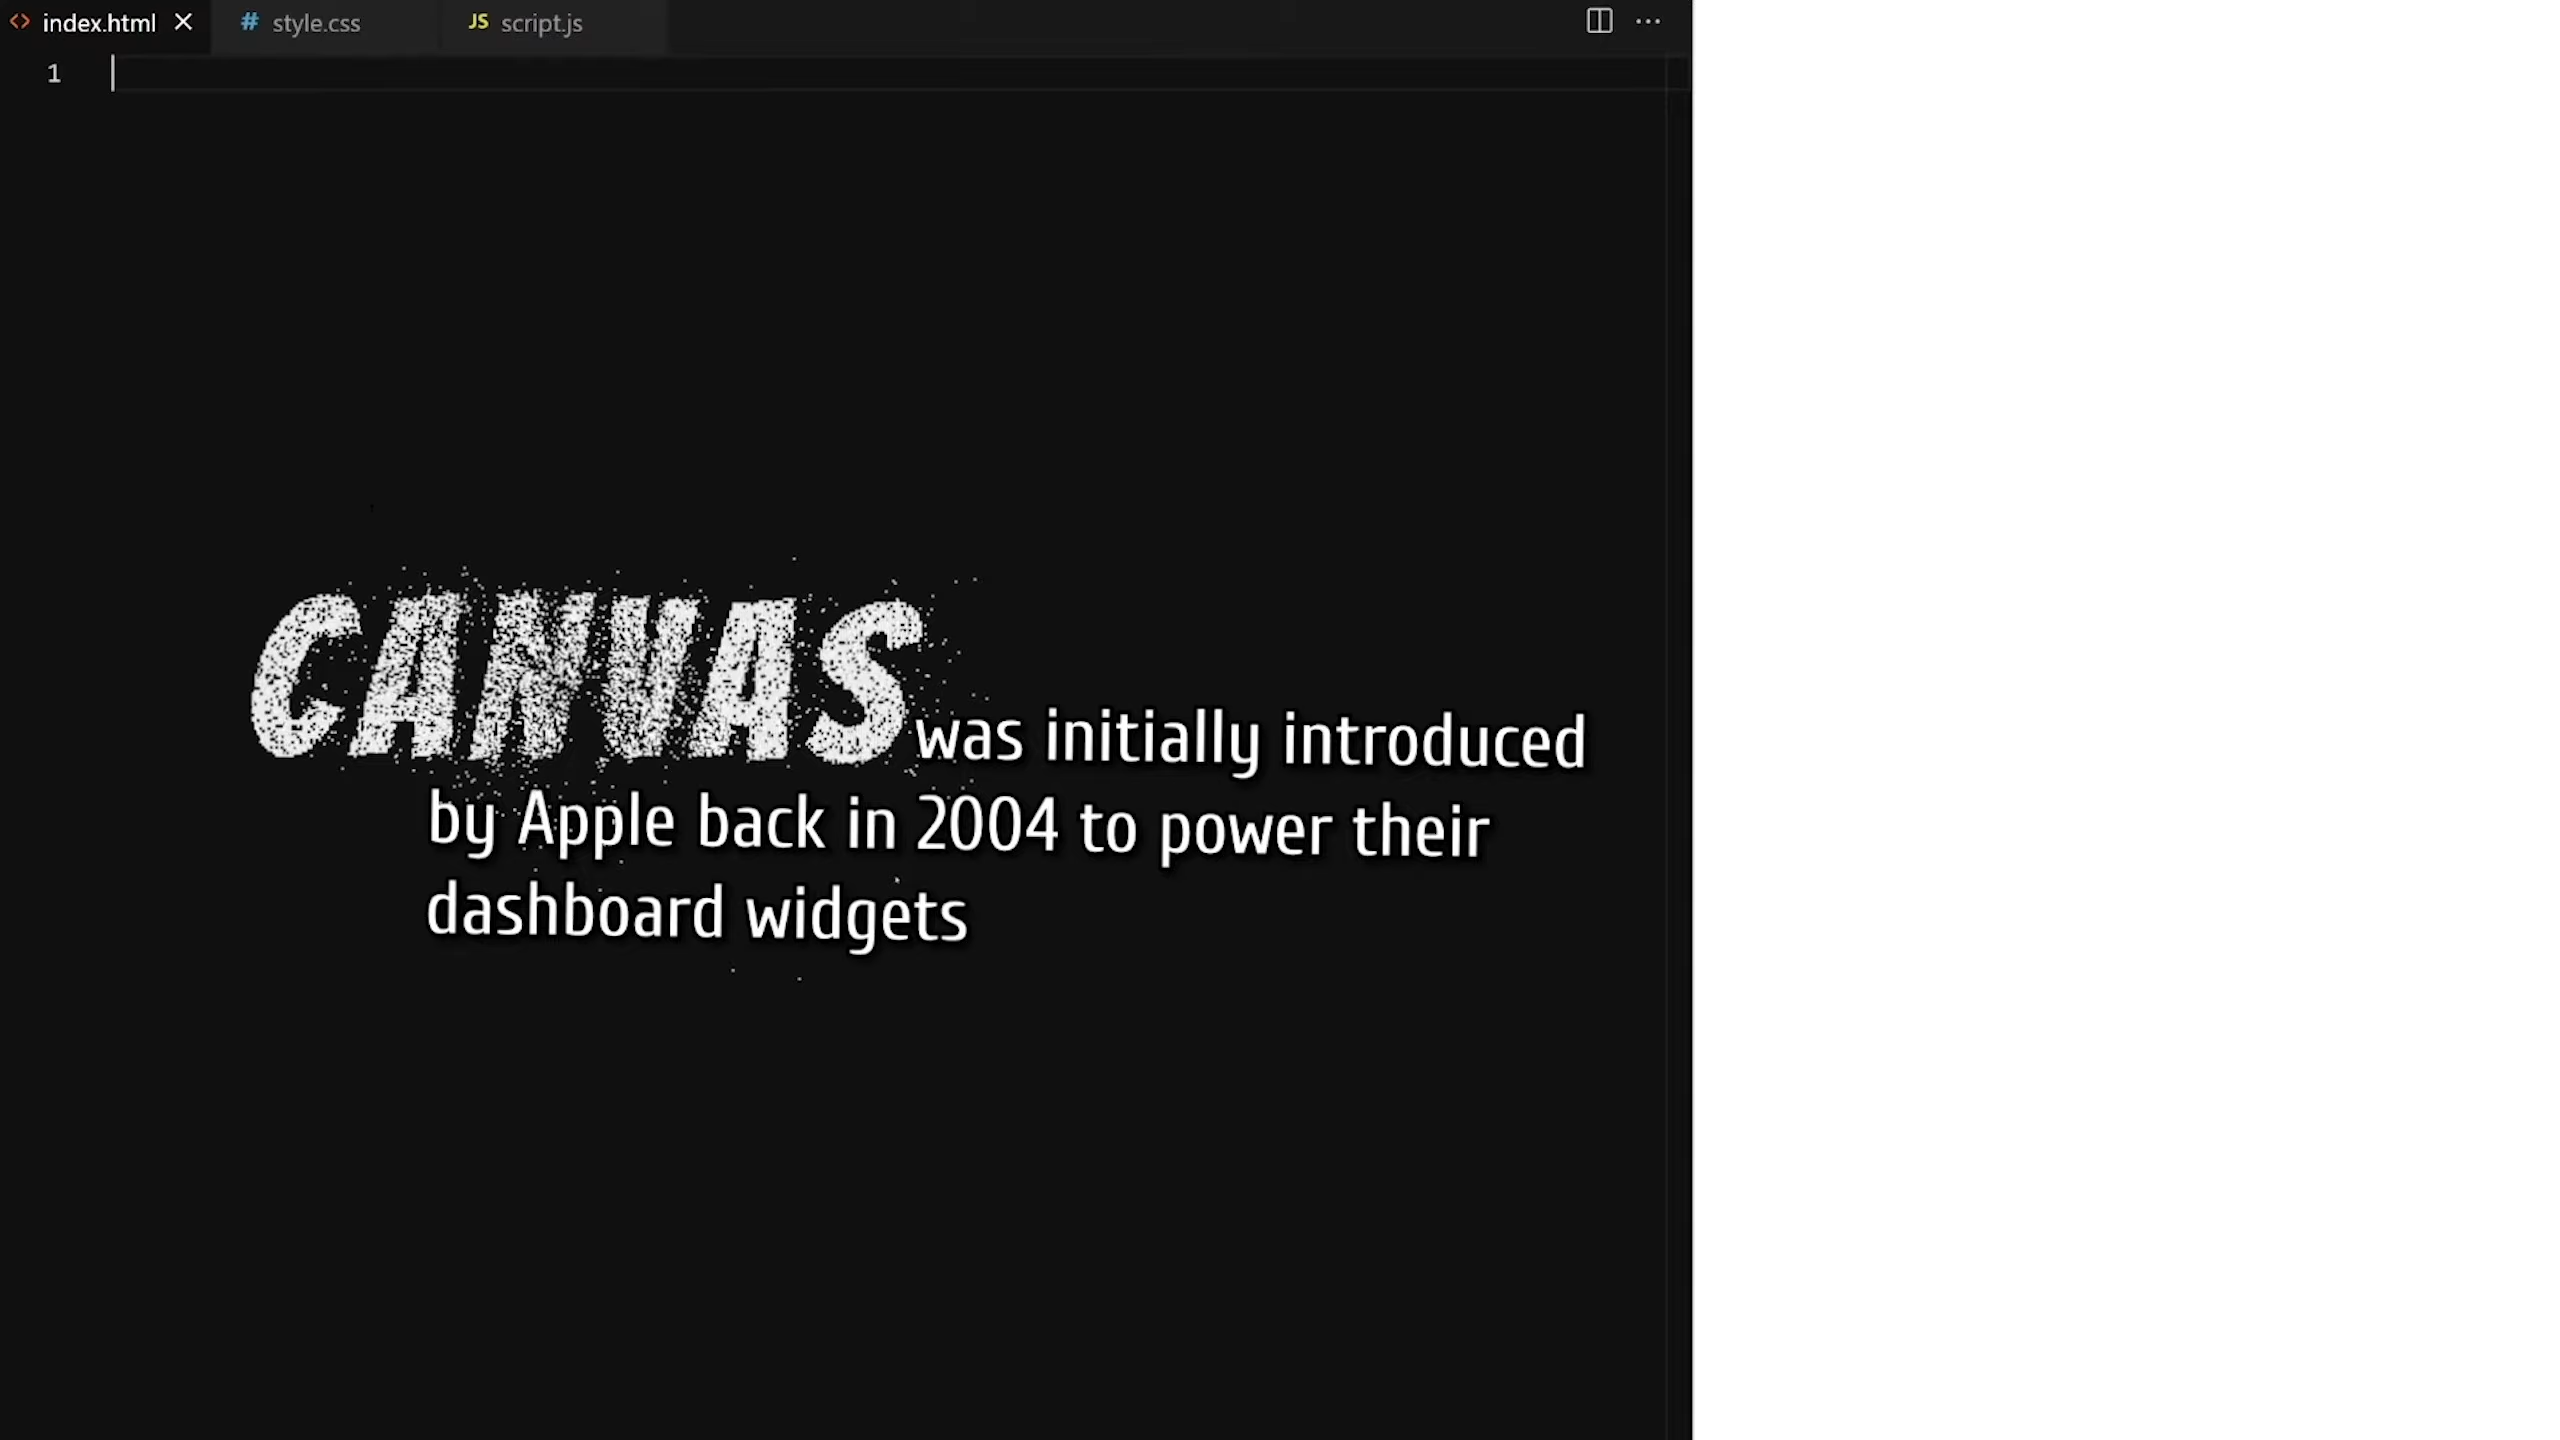 index.html style.css JS script.js
1
CANVAS was initially introduced
by Apple back in 2004 to power their
dashboard widgets